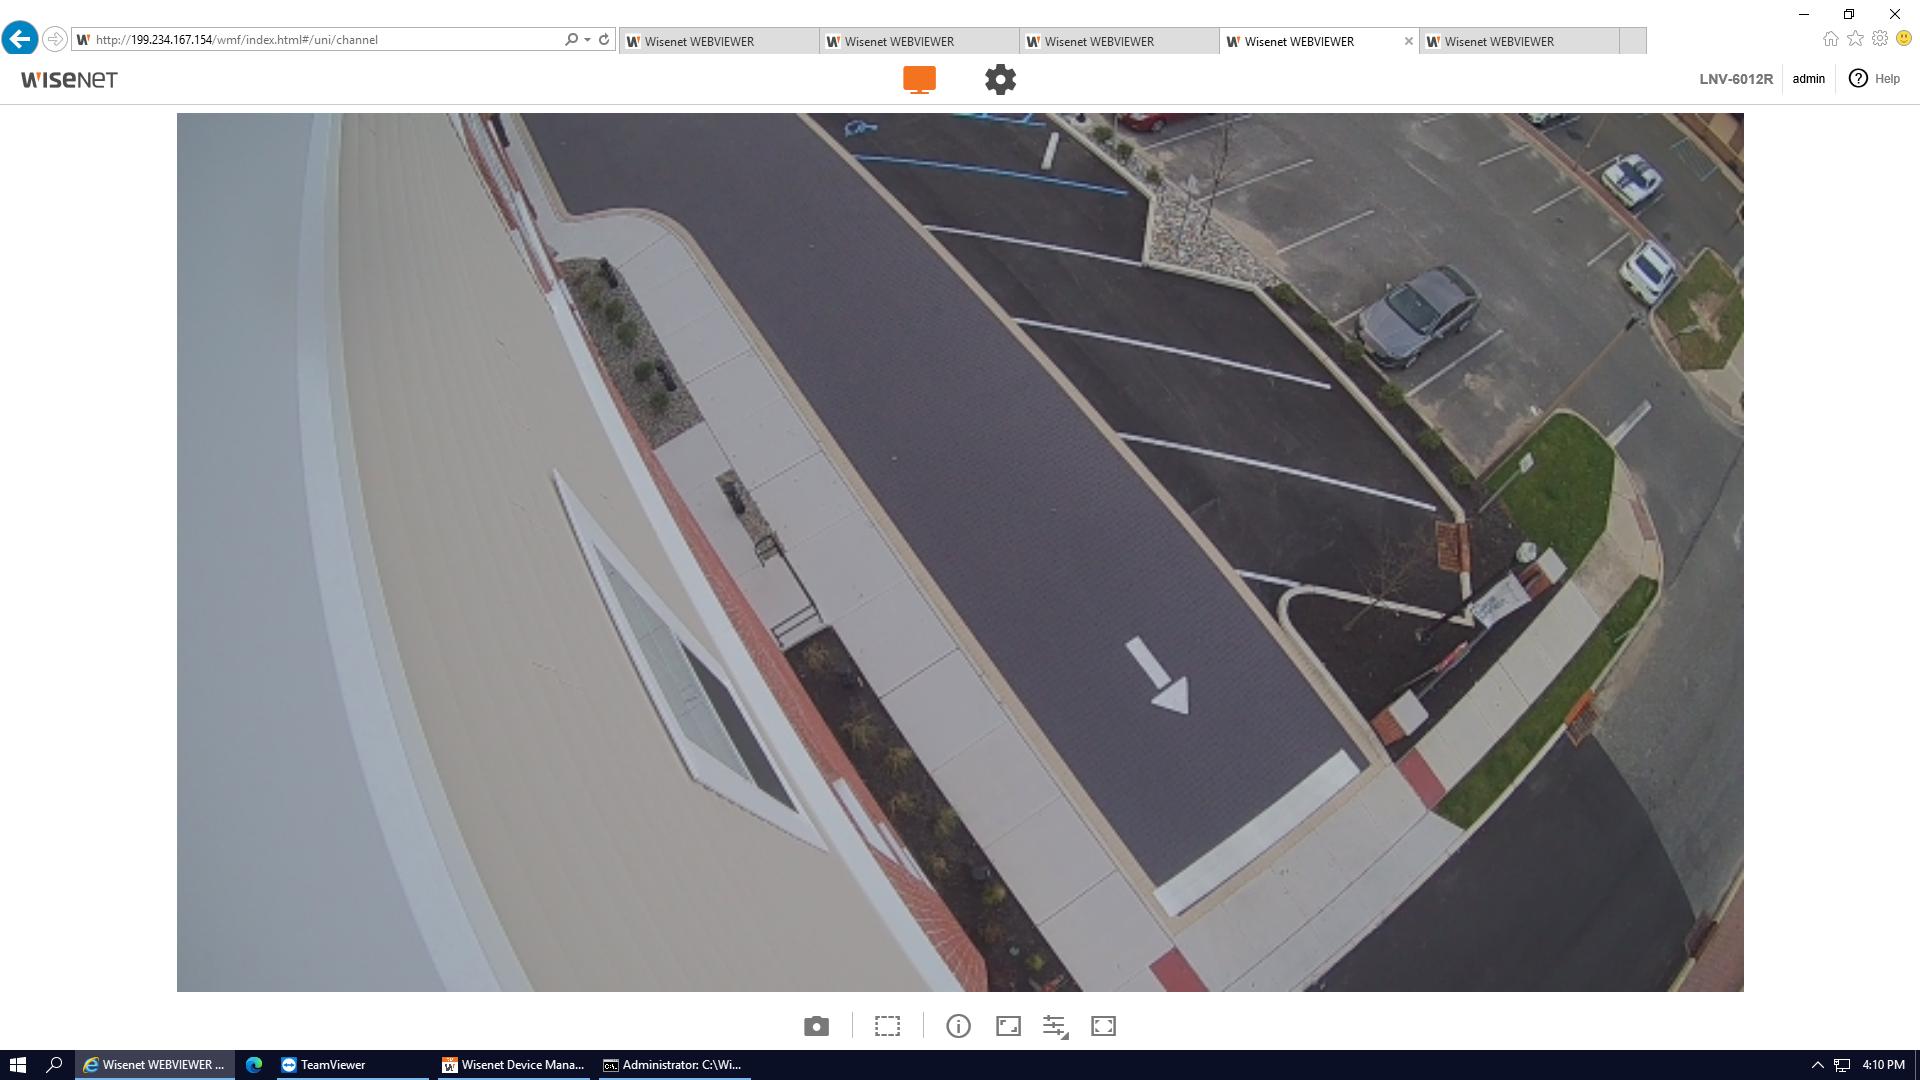 http://199.234.167.154/wmf/index.html#/uni/channel
Wisenet WEBVIEWER
Wisenet WEBVIEWER
Wisenet WEBVIEWER
Wisenet WEBVIEWER
Wisenet WEBVIEWER
WISENET
LNV-6012R
admin
Help
Wisenet WEBVIEWER ...
TeamViewer
Wisenet Device Mana...
Administrator: C:\Wi...
4:10 PM